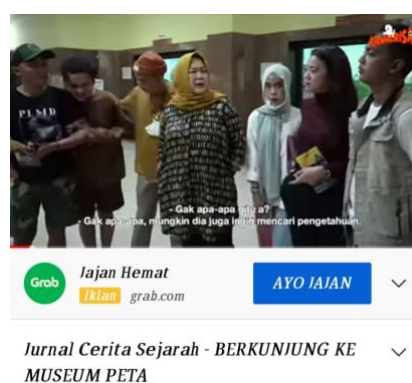 PLMB
- Gak apa-apa gitu a?
- Gak apa-apa, mungkin dia juga ingin mencari pengetahuan.
Grab
Jajan Hemat
Iklan grab.com
AYO JAJAN
Jurnal Cerita Sejarah - BERKUNJUNG KE
MUSEUM PETA